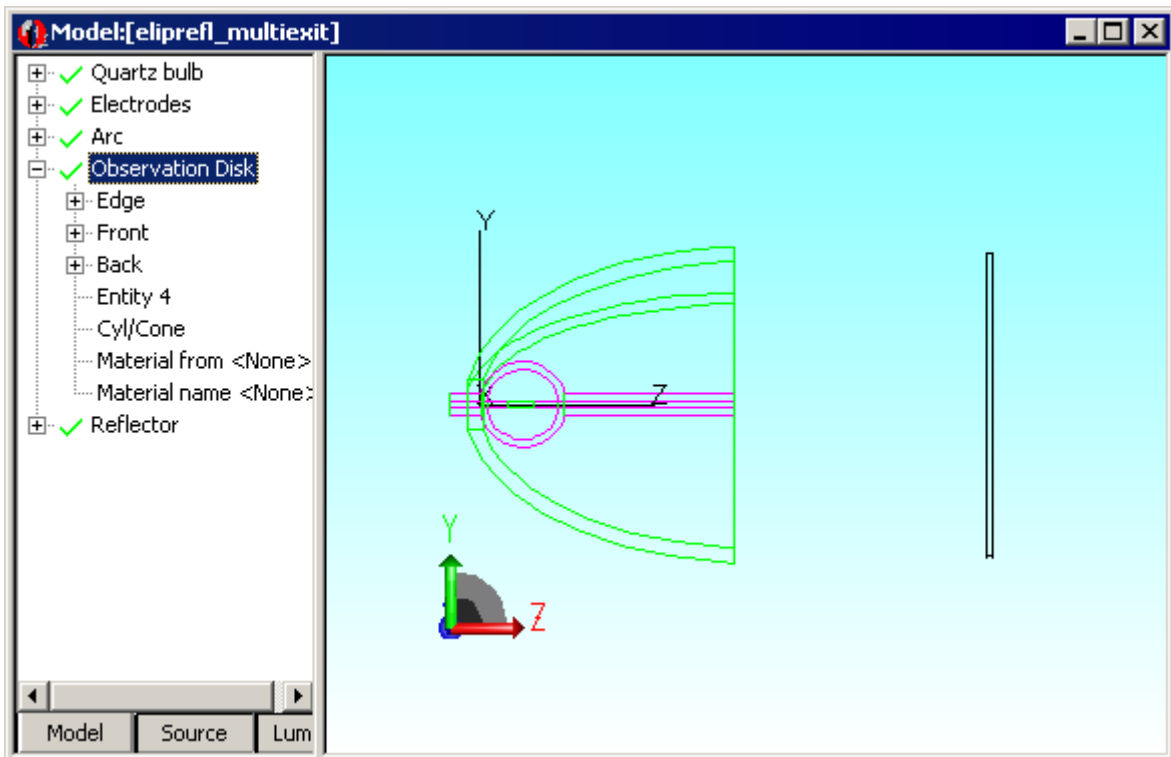 Model:[eliprefl_multiexit]
Quartz bulb
Electrodes
Arc
Observation Disk
Edge
Front
Back
Entity 4
Cyl/Cone
Material from <None>
Material name <None>
Reflector
Model Source Lum
Y
Z
Y
Z